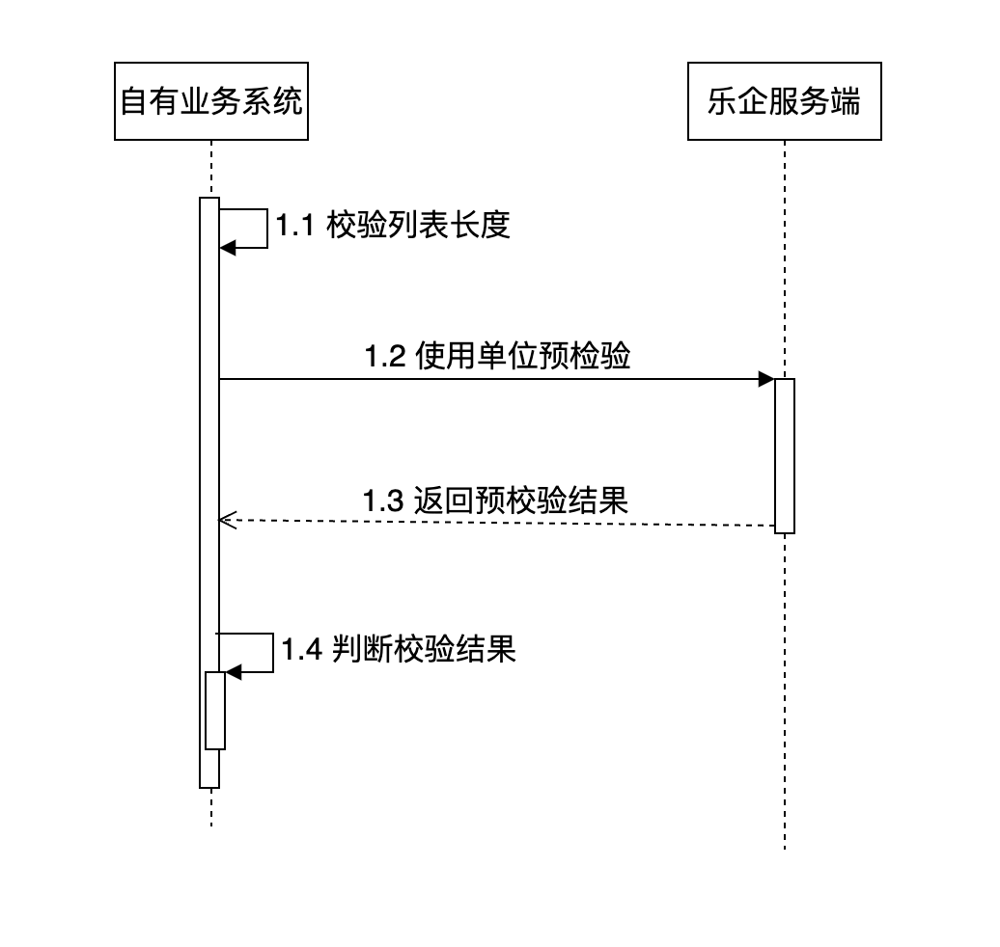 自有业务系统
乐企服务端
1.1 校验列表长度
1.2 使用单位预检验
1.3 返回预校验结果
1.4 判断校验结果